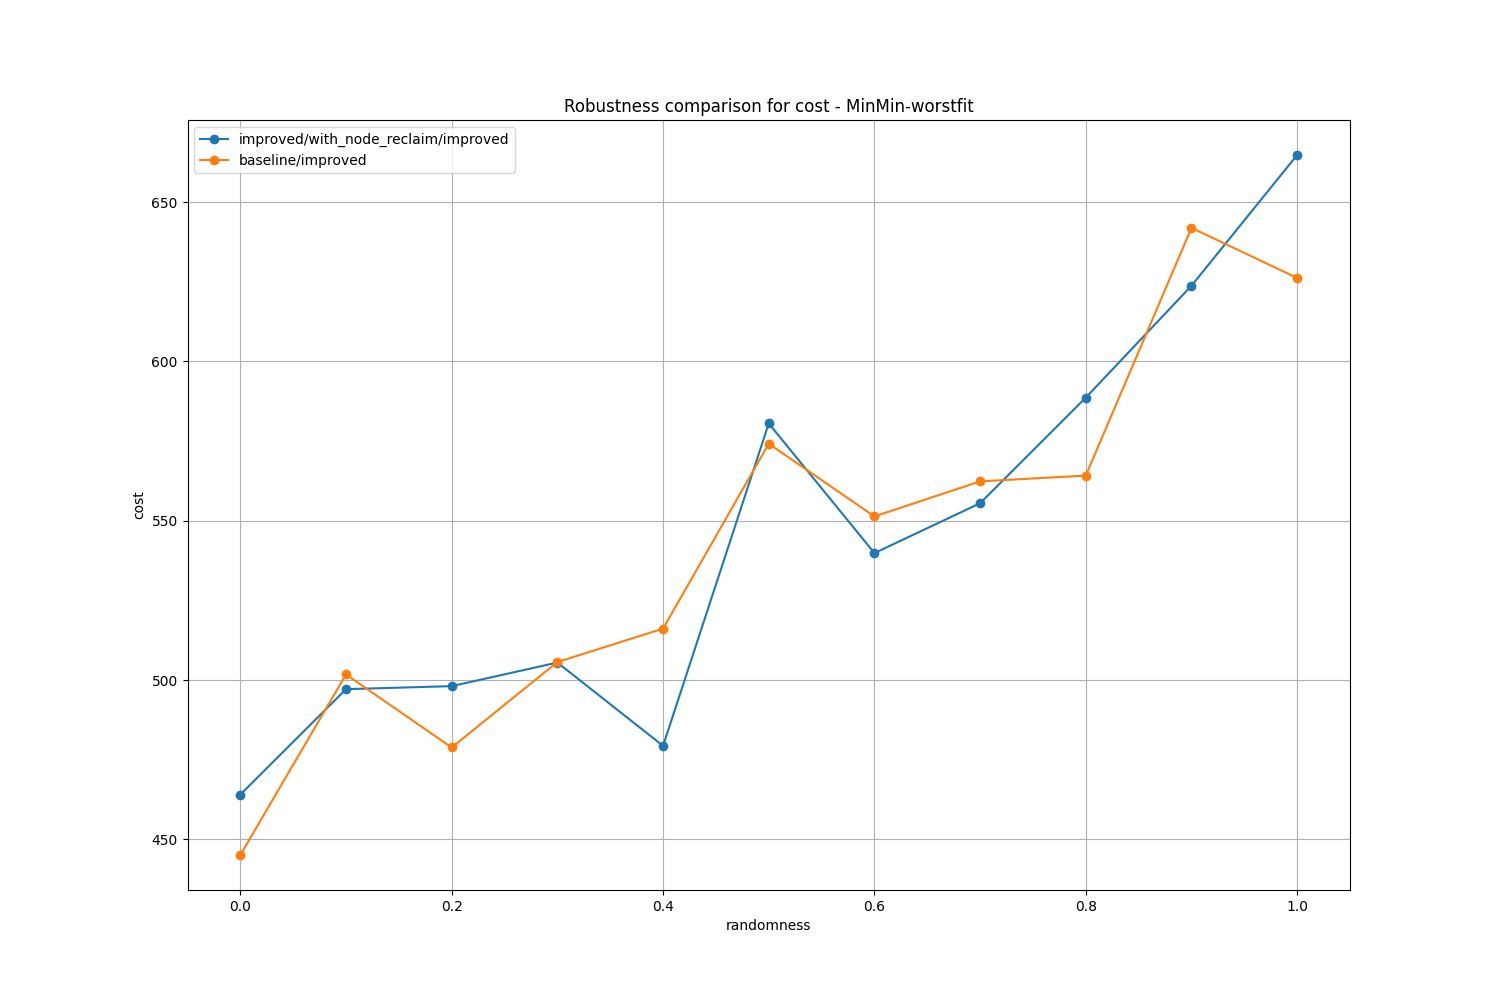 Robustness comparison for cost - MinMin-worstfit
improved/with_node_reclaim/improved
baseline/improved
650
600
550
500
450
cost
0.0 0.2 0.4 0.6 0.8 1.0
randomness